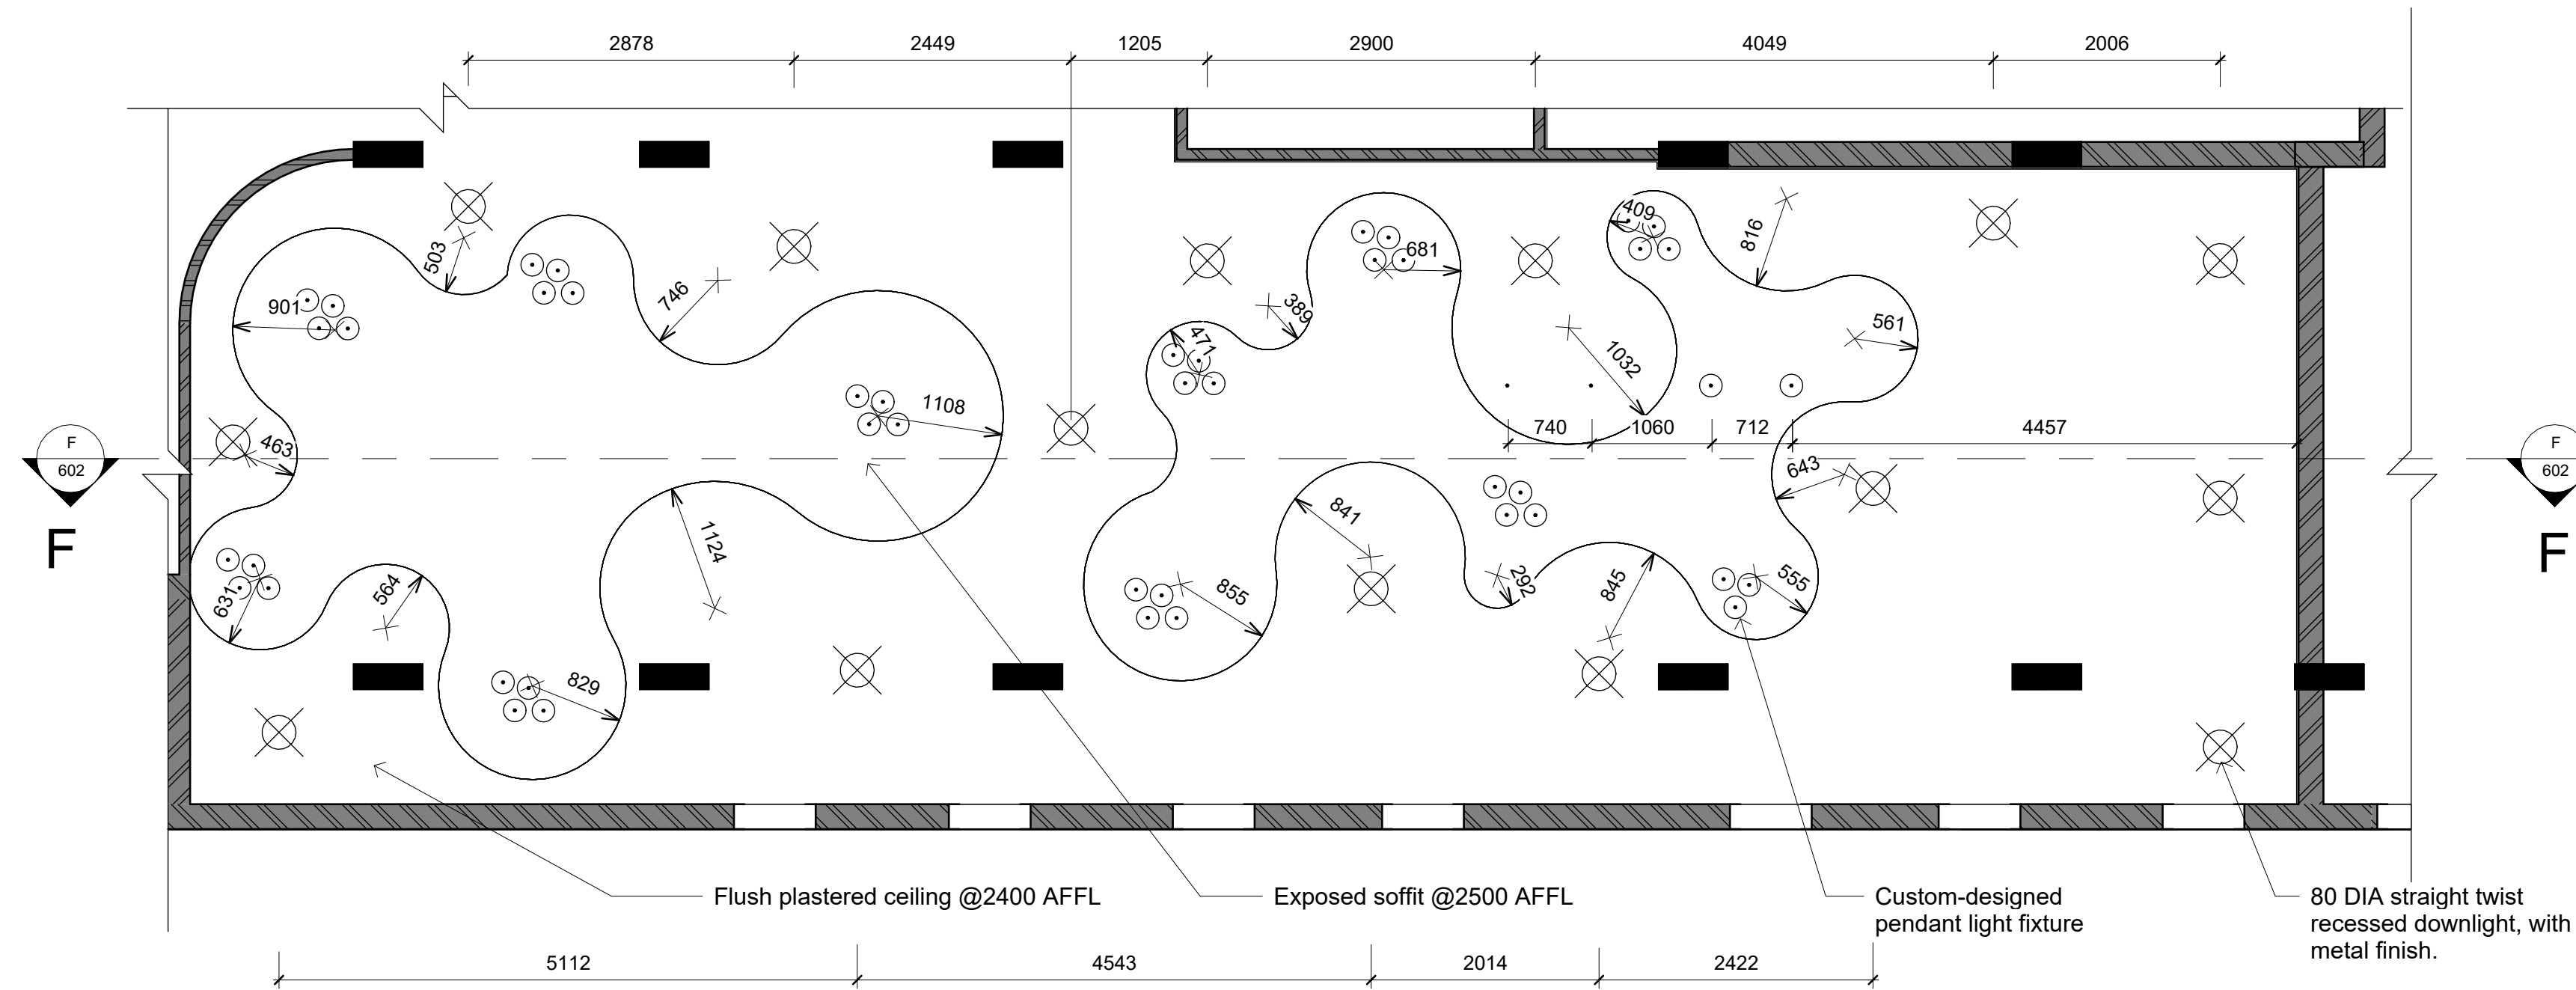 2878 2449 1205 2900 4049 2006
409
816
503
681
746
389
901
561
471
1032
1108
740 1060 712 4457
463
F
602
F
602
643
841
F
F
1124
292
555
564
845
855
631
829
Flush plastered ceiling @2400 AFFL
Exposed soffit @2500 AFFL
Custom-designed
pendant light fixture
80 DIA straight twist
recessed downlight, with
metal finish.
5112 4543 2014 2422